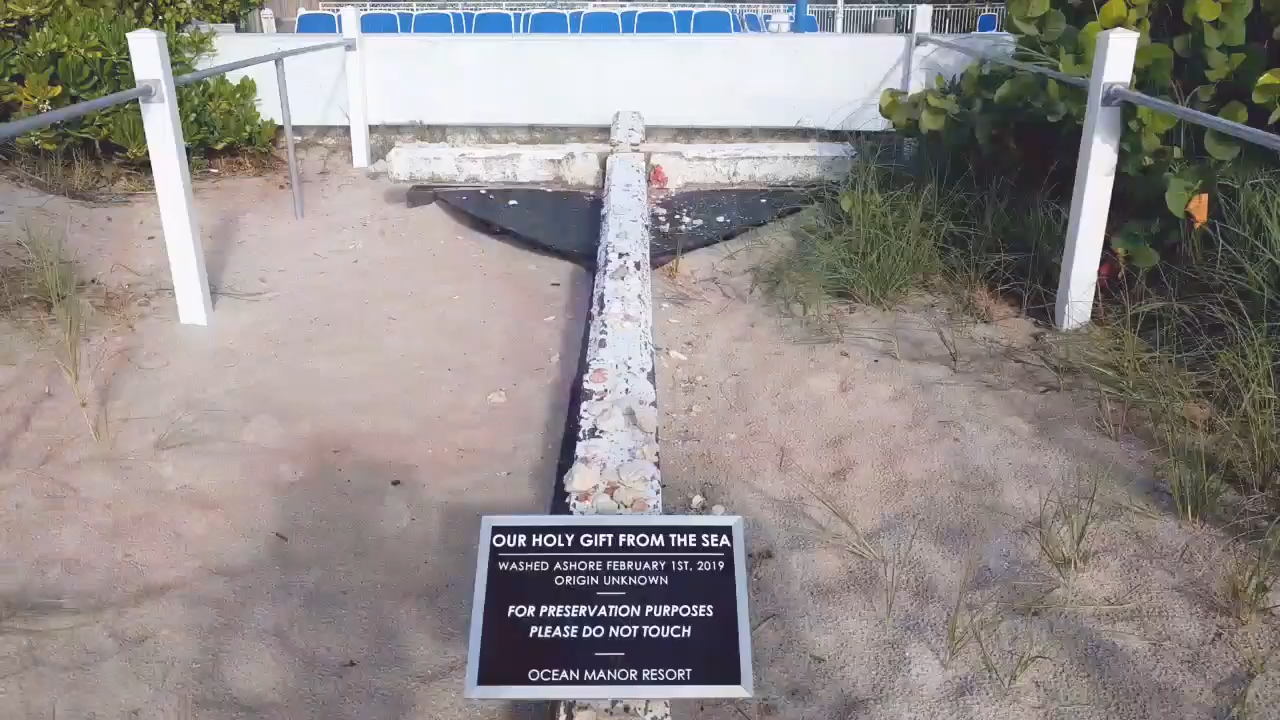 OUR HOLY GIFT FROM THE SEA
WASHED ASHORE FEBRUARY 1ST, 2019
ORIGIN UNKNOWN
FOR PRESERVATION PURPOSES
PLEASE DO NOT TOUCH
OCEAN MANOR RESORT